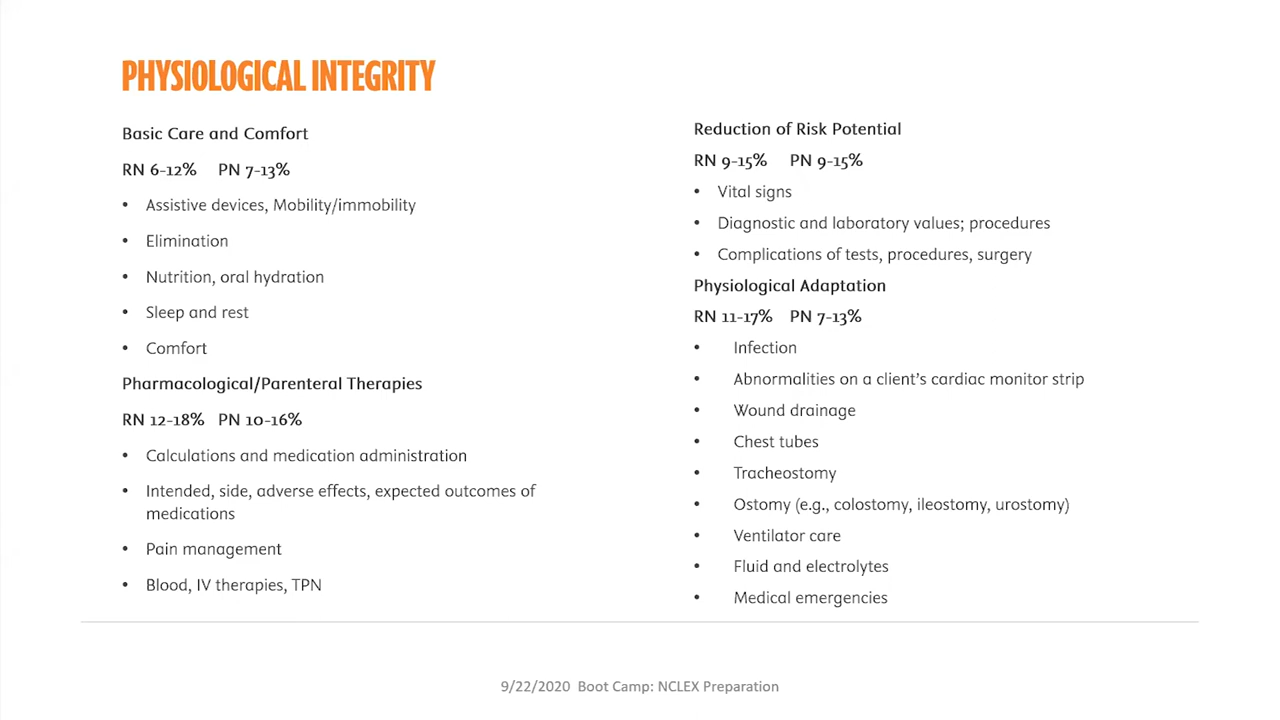 PHYSIOLOGICAL INTEGRITY
Basic Care and Comfort
RN 6-12% PN 7-13%
• Assistive devices, Mobility/immobility
• Elimination
• Nutrition, oral hydration
• Sleep and rest
• Comfort
Pharmacological/Parenteral Therapies
RN 12-18% PN 10-16%
• Calculations and medication administration
• Intended, side, adverse effects, expected outcomes of
medications
• Pain management
• Blood, IV therapies, TPN
Reduction of Risk Potential
RN 9-15% PN 9-15%
• Vital signs
• Diagnostic and laboratory values; procedures
• Complications of tests, procedures, surgery
Physiological Adaptation
RN 11-17% PN 7-13%
• Infection
• Abnormalities on a client’s cardiac monitor strip
• Wound drainage
• Chest tubes
• Tracheostomy
• Ostomy (e.g., colostomy, ileostomy, urostomy)
• Ventilator care
• Fluid and electrolytes
• Medical emergencies
9/22/2020 Boot Camp: NCLEX Preparation